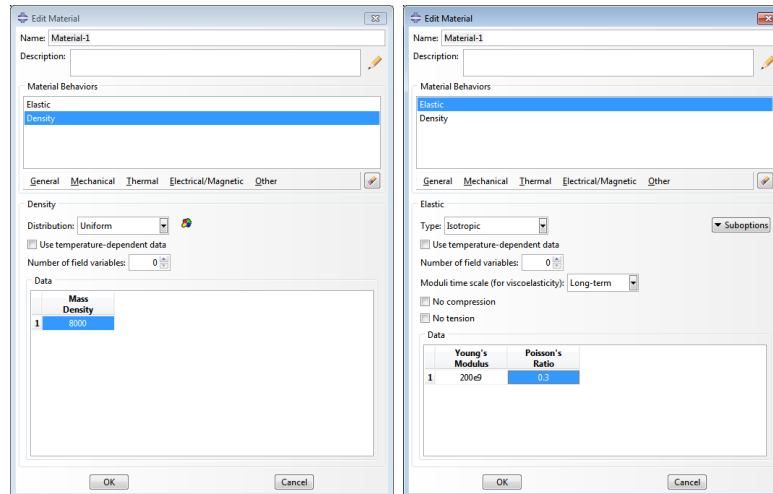 Edit Material
Name: Material-1
Description:
Material Behaviors
Elastic
Density
General Mechanical Thermal Electrical/Magnetic Other
Density
Distribution: Uniform
Use temperature-dependent data
Number of field variables: 0
Data
Mass
Density
1 8000
OK Cancel
Edit Material
Name: Material-1
Description:
Material Behaviors
Elastic
Density
General Mechanical Thermal Electrical/Magnetic Other
Elastic
Type: Isotropic Suboptions
Use temperature-dependent data
Number of field variables: 0
Moduli time scale (for viscoelasticity): Long-term
No compression
No tension
Data
Young's Poisson's
Modulus Ratio
1 200e9 0.3
OK Cancel